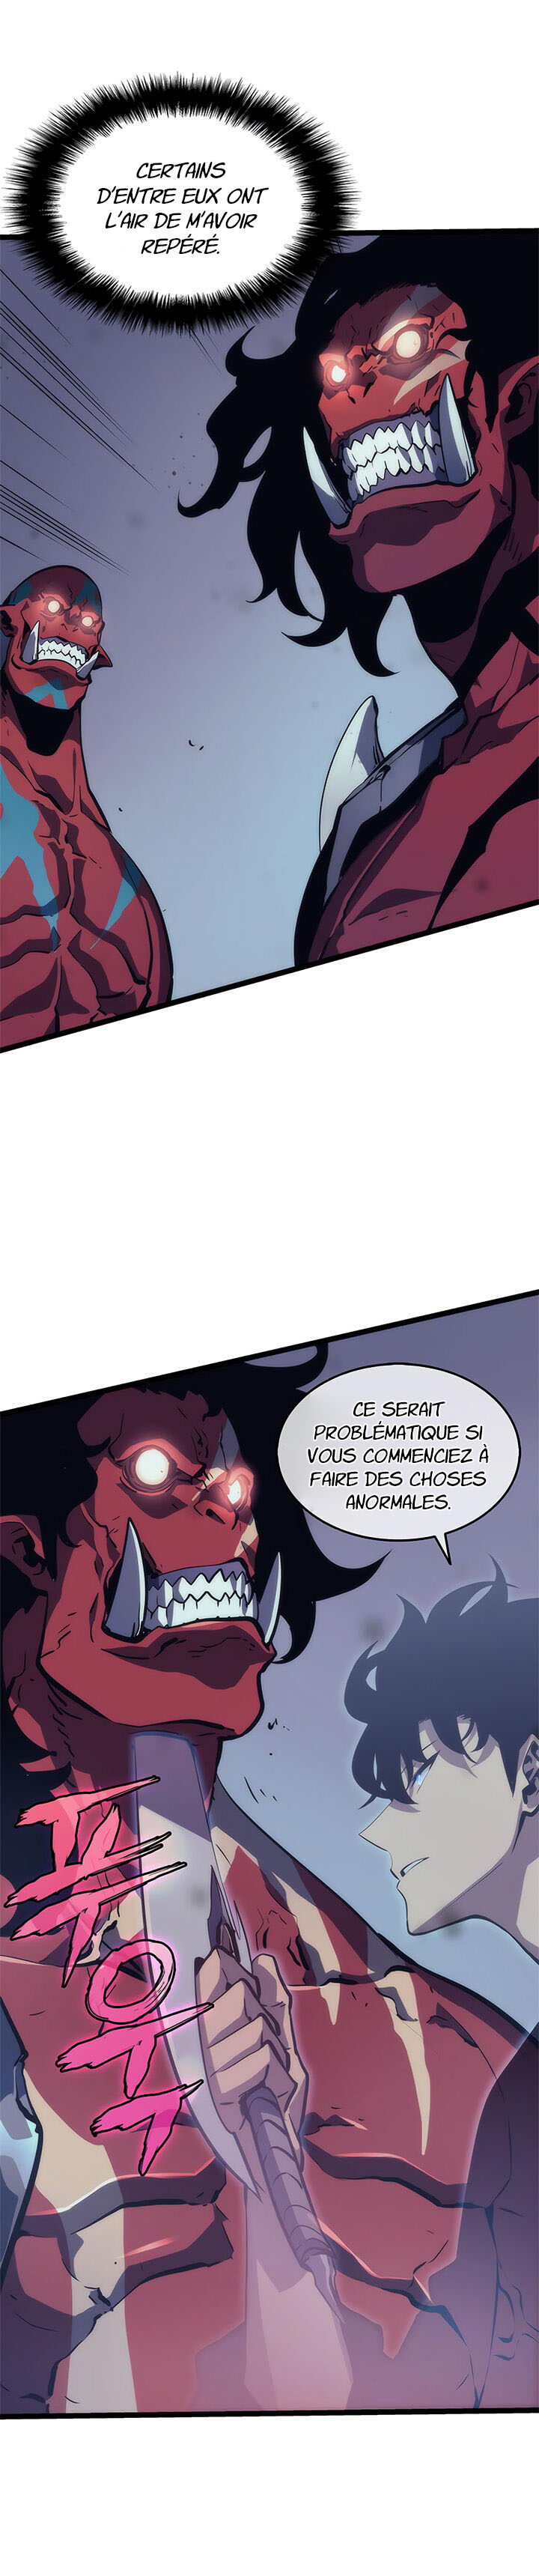 CERTAINS
D'ENTRE EUX ONT
L'AIR DE M'AVOIR
REPÉRÉ.
CE SERAIT
PROBLÉMATIQUE SI
VOUS COMMENCIEZ À
FAIRE DES CHOSES
ANORMALES.